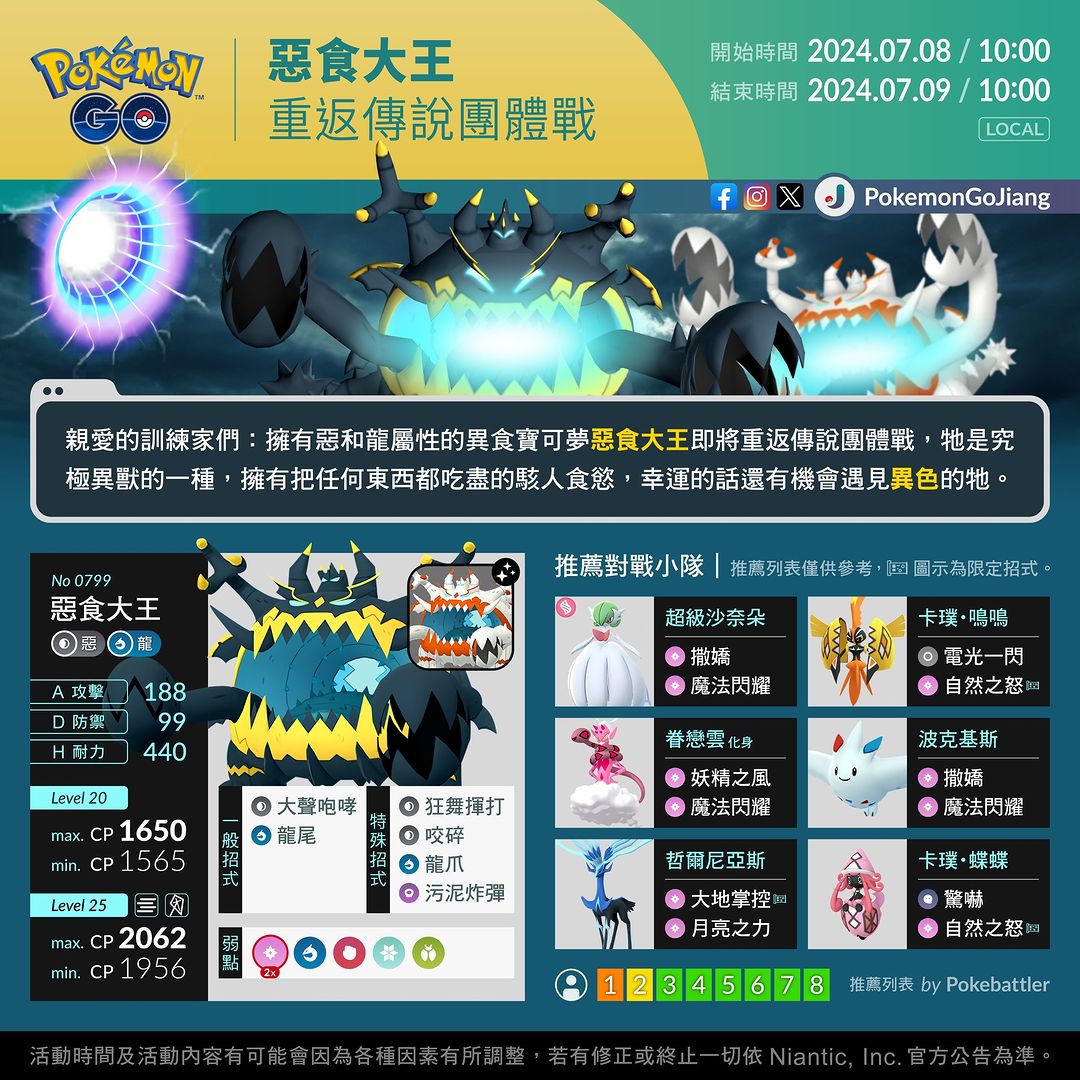 Pokémon GO
TM
惡食大王
重返傳說團體戰
開始時間 2024.07.08 / 10:00
結束時間 2024.07.09 / 10:00
LOCAL
PokemonGoJiang
親愛的訓練家們：擁有惡和龍屬性的異食寶可夢惡食大王即將重返傳說團體戰，牠是究
極異獸的一種，擁有把任何東西都吃盡的駭人食慾，幸運的話還有機會遇見異色的牠。
No 0799
惡食大王
惡 龍
A 攻擊 188
D 防禦 99
H 耐力 440
Level 20
max. CP 1650
min. CP 1565
Level 25
max. CP 2062
min. CP 1956
一般招式
大聲咆哮
龍尾
特殊招式
狂舞揮打
咬碎
龍爪
污泥炸彈
弱點
2x
推薦對戰小隊｜推薦列表僅供參考，圖示為限定招式。
超級沙奈朵
撒嬌
魔法閃耀
卡璞・鳴鳴
電光一閃
自然之怒
眷戀雲 化身
妖精之風
魔法閃耀
波克基斯
撒嬌
魔法閃耀
哲爾尼亞斯
大地掌控
月亮之力
卡璞・蝶蝶
驚嚇
自然之怒
1 2 3 4 5 6 7 8
推薦列表 by Pokebattler
活動時間及活動內容有可能會因為各種因素有所調整，若有修正或終止一切依 Niantic, Inc. 官方公告為準。